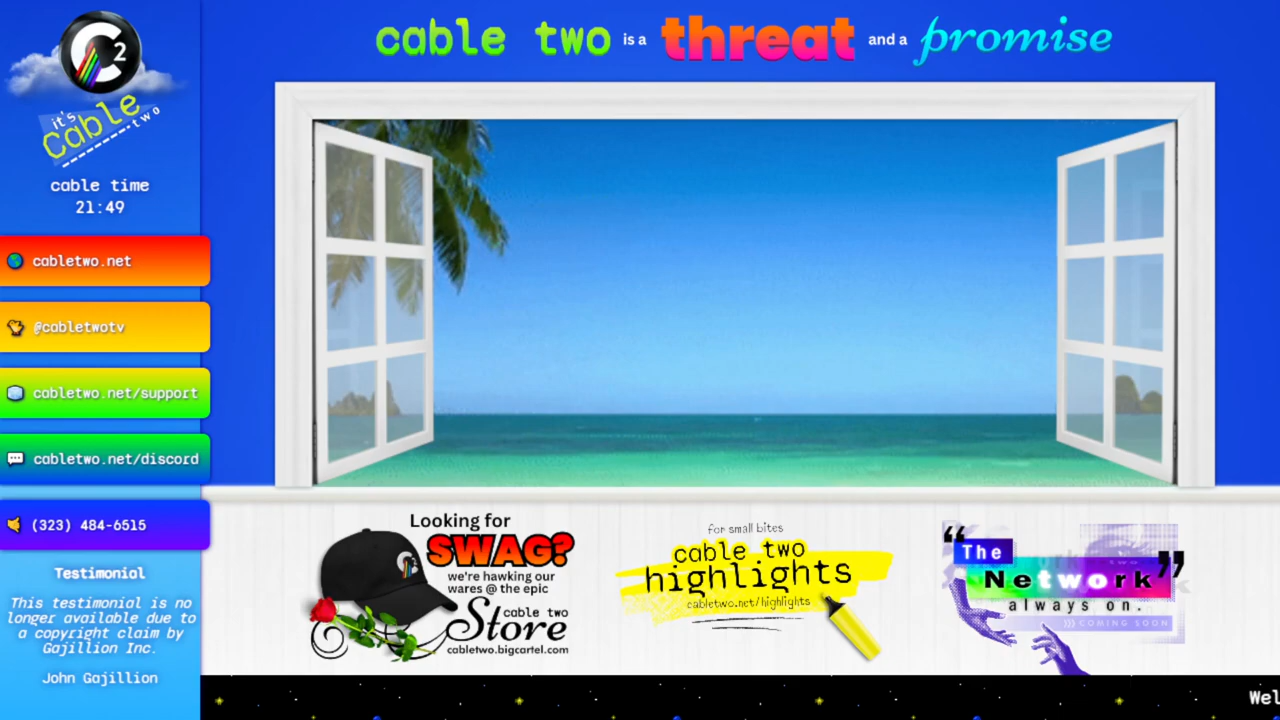 cable two is a threat and a promise
C2
it's
cable
two
cable time
21:49
cabletwo.net
@cabletwotv
cabletwo.net/support
cabletwo.net/discord
(323) 484-6515
Testimonial
This testimonial is no
longer available due to
a copyright claim by
Gajillion Inc.
John Gajillion
Looking for
SWAG?
we're hawking our
wares @ the epic
cable two
Store
cabletwo.bigcartel.com
for small bites
cable two
highlights
cabletwo.net/highlights
“The
Network”
always on.
))) COMING SOON
Wel